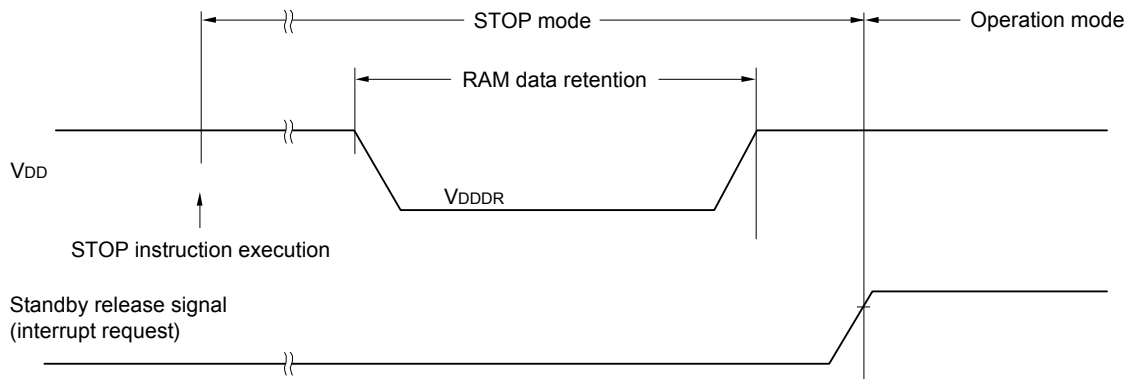 STOP mode
Operation mode
RAM data retention
VDD
VDDDR
STOP instruction execution
Standby release signal
(interrupt request)